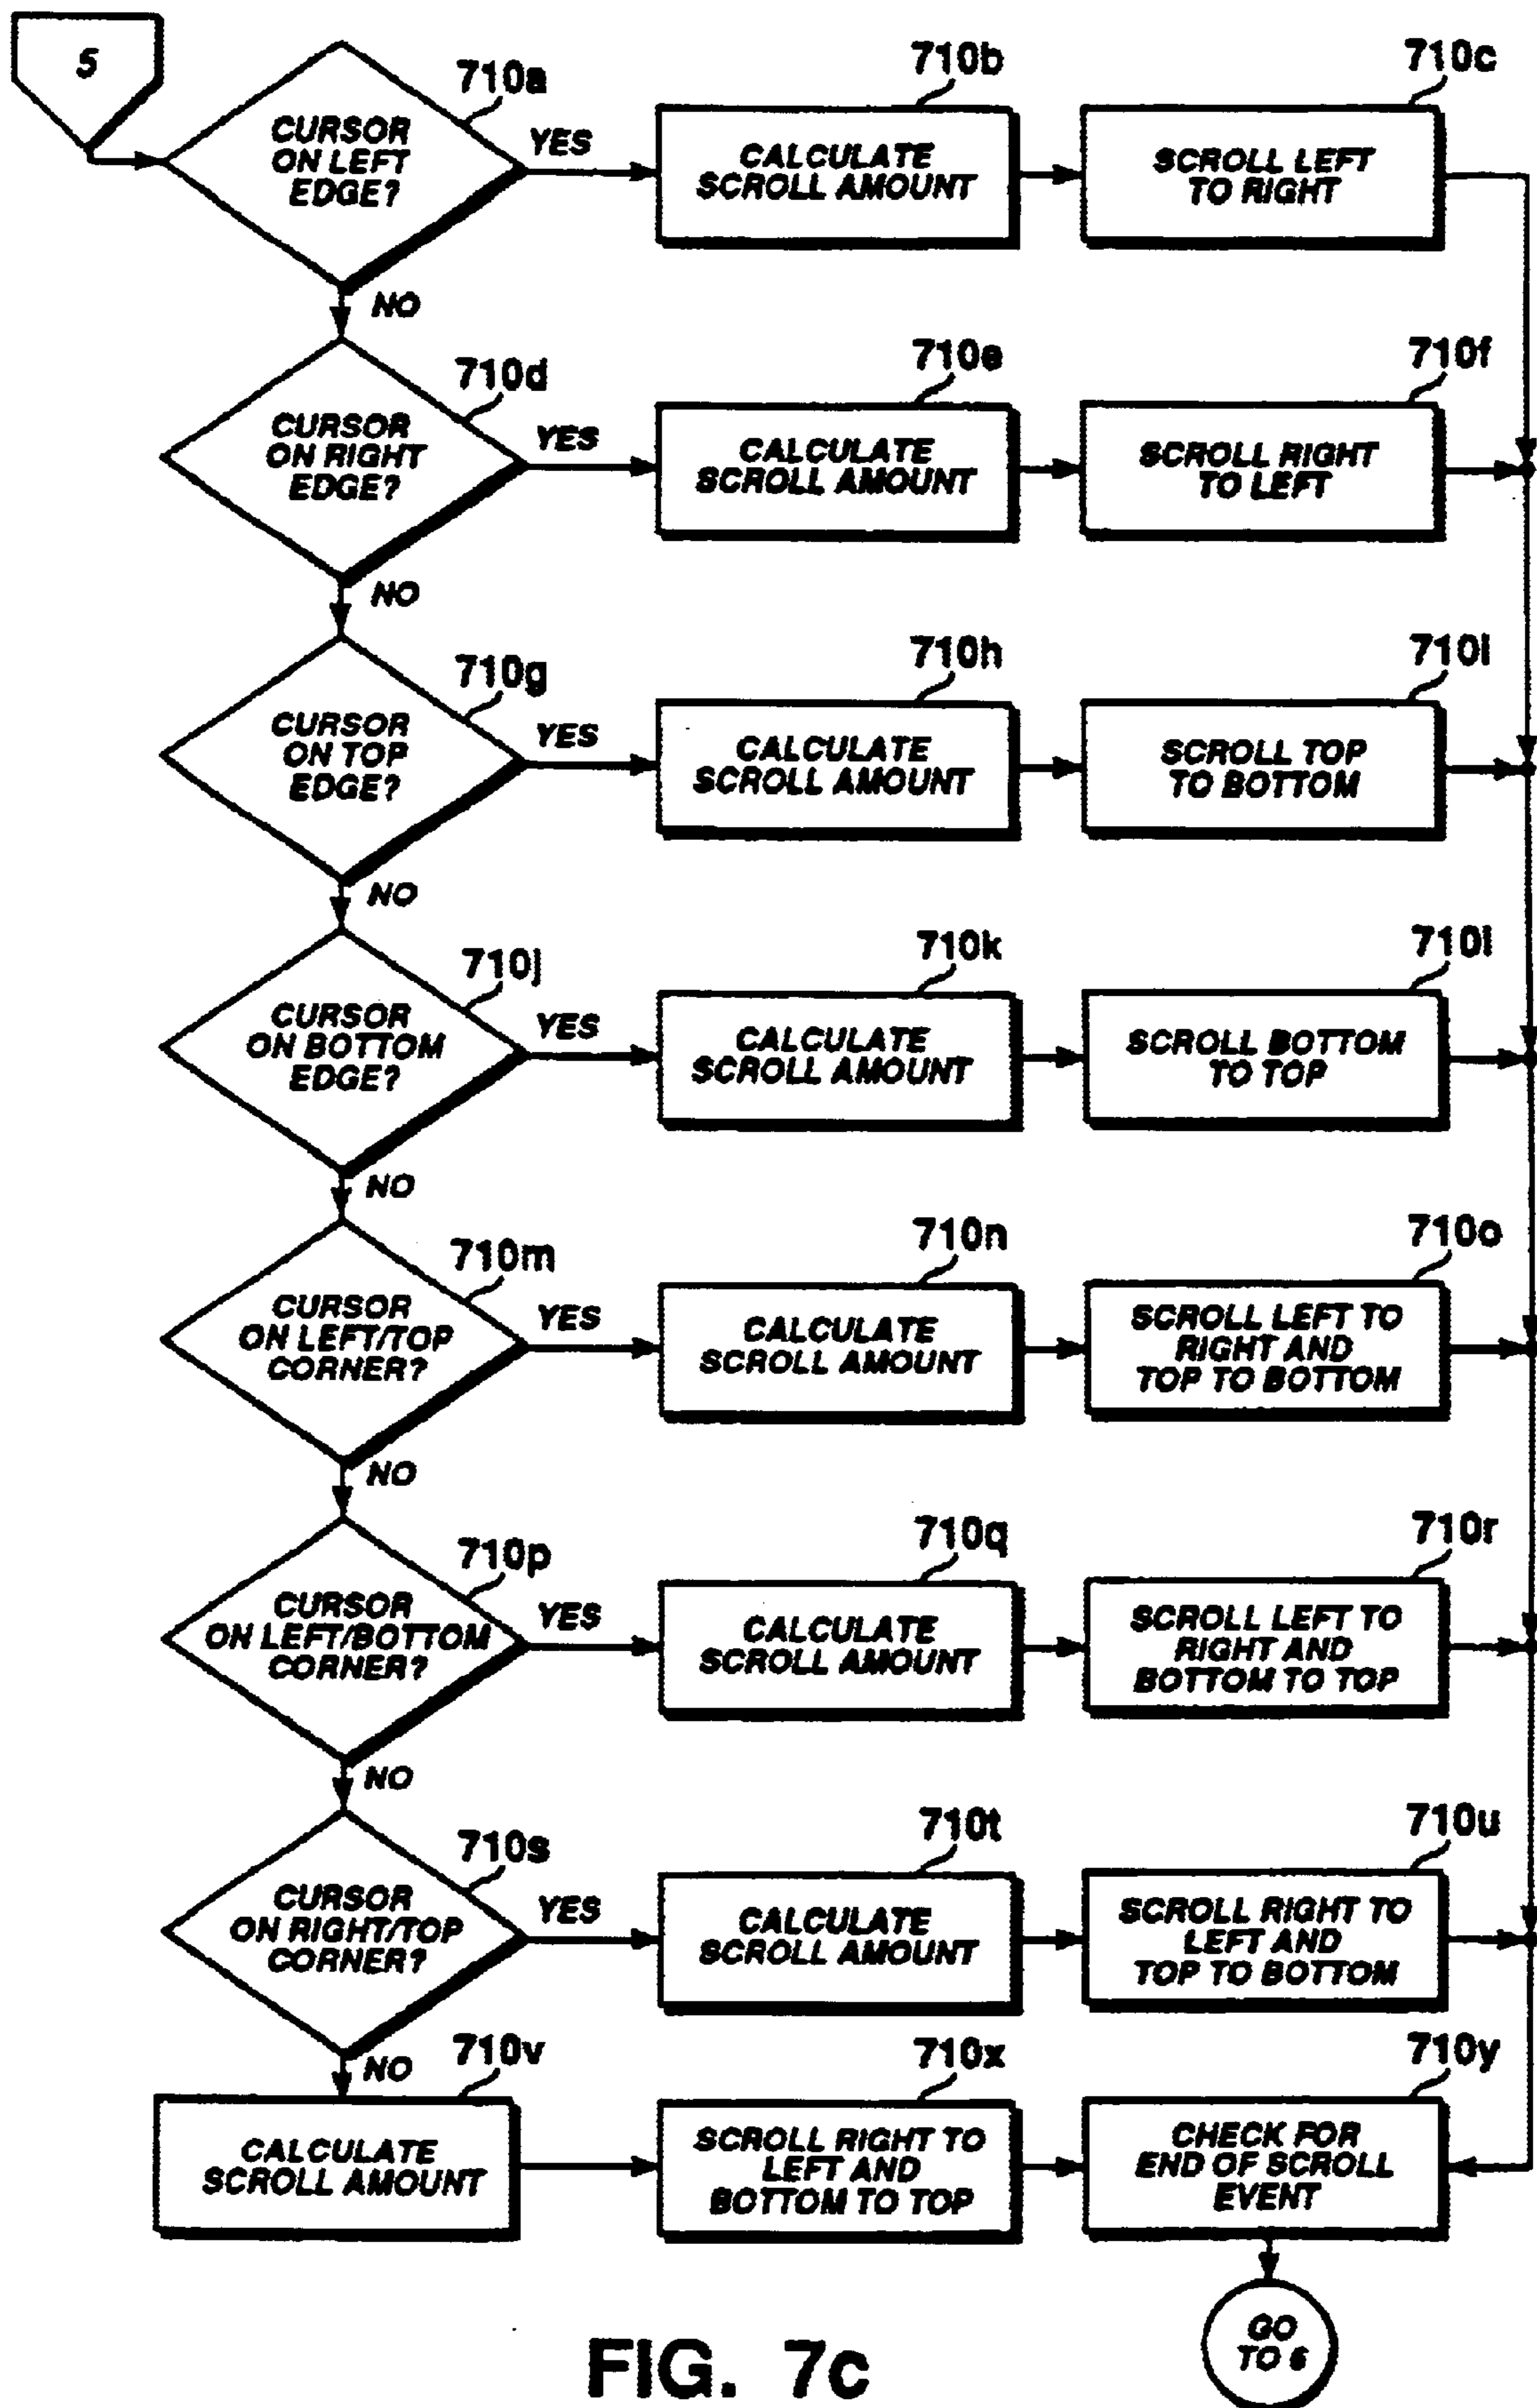 5
710a
710b
710c
CURSOR
ON LEFT
EDGE?
YES
CALCULATE
SCROLL AMOUNT
SCROLL LEFT
TO RIGHT
NO
710d
710e
710f
CURSOR
ON RIGHT
EDGE?
YES
CALCULATE
SCROLL AMOUNT
SCROLL RIGHT
TO LEFT
NO
710g
710h
710i
CURSOR
ON TOP
EDGE?
YES
CALCULATE
SCROLL AMOUNT
SCROLL TOP
TO BOTTOM
NO
710j
710k
710l
CURSOR
ON BOTTOM
EDGE?
YES
CALCULATE
SCROLL AMOUNT
SCROLL BOTTOM
TO TOP
NO
710m
710n
710o
CURSOR
ON LEFT/TOP
CORNER?
YES
CALCULATE
SCROLL AMOUNT
SCROLL LEFT TO
RIGHT AND
TOP TO BOTTOM
NO
710p
710q
710r
CURSOR
ON LEFT/BOTTOM
CORNER?
YES
CALCULATE
SCROLL AMOUNT
SCROLL LEFT TO
RIGHT AND
BOTTOM TO TOP
NO
710s
710t
710u
CURSOR
ON RIGHT/TOP
CORNER?
YES
CALCULATE
SCROLL AMOUNT
SCROLL RIGHT TO
LEFT AND
TOP TO BOTTOM
NO
710v
710x
710y
CALCULATE
SCROLL AMOUNT
SCROLL RIGHT TO
LEFT AND
BOTTOM TO TOP
CHECK FOR
END OF SCROLL
EVENT
GO
TO 6
FIG. 7c